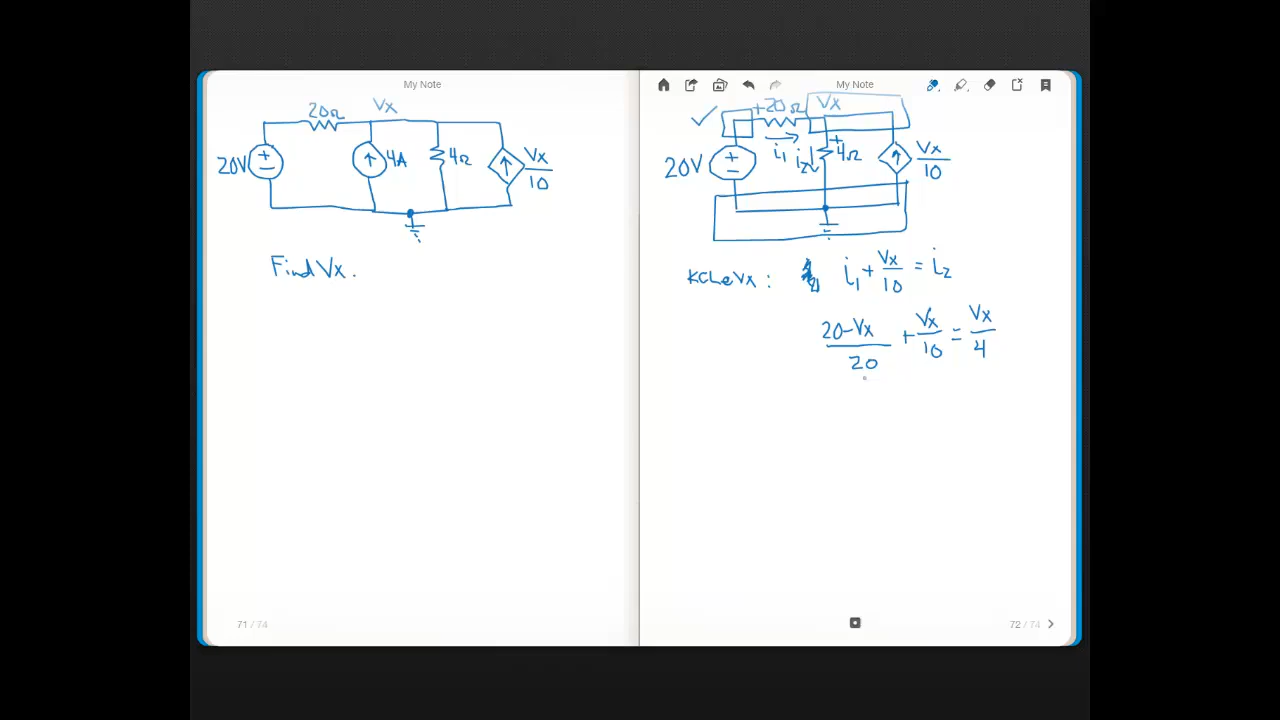 My Note
20Ω Vx
20V + − 4A 4Ω Vx/10
Find Vx.
71 / 74
My Note
+20Ω Vx
i1 i2 + 4Ω
20V + − Vx/10
KCL@Vx: i1 + Vx/10 = i2
20-Vx/20 + Vx/10 = Vx/4
72 / 74